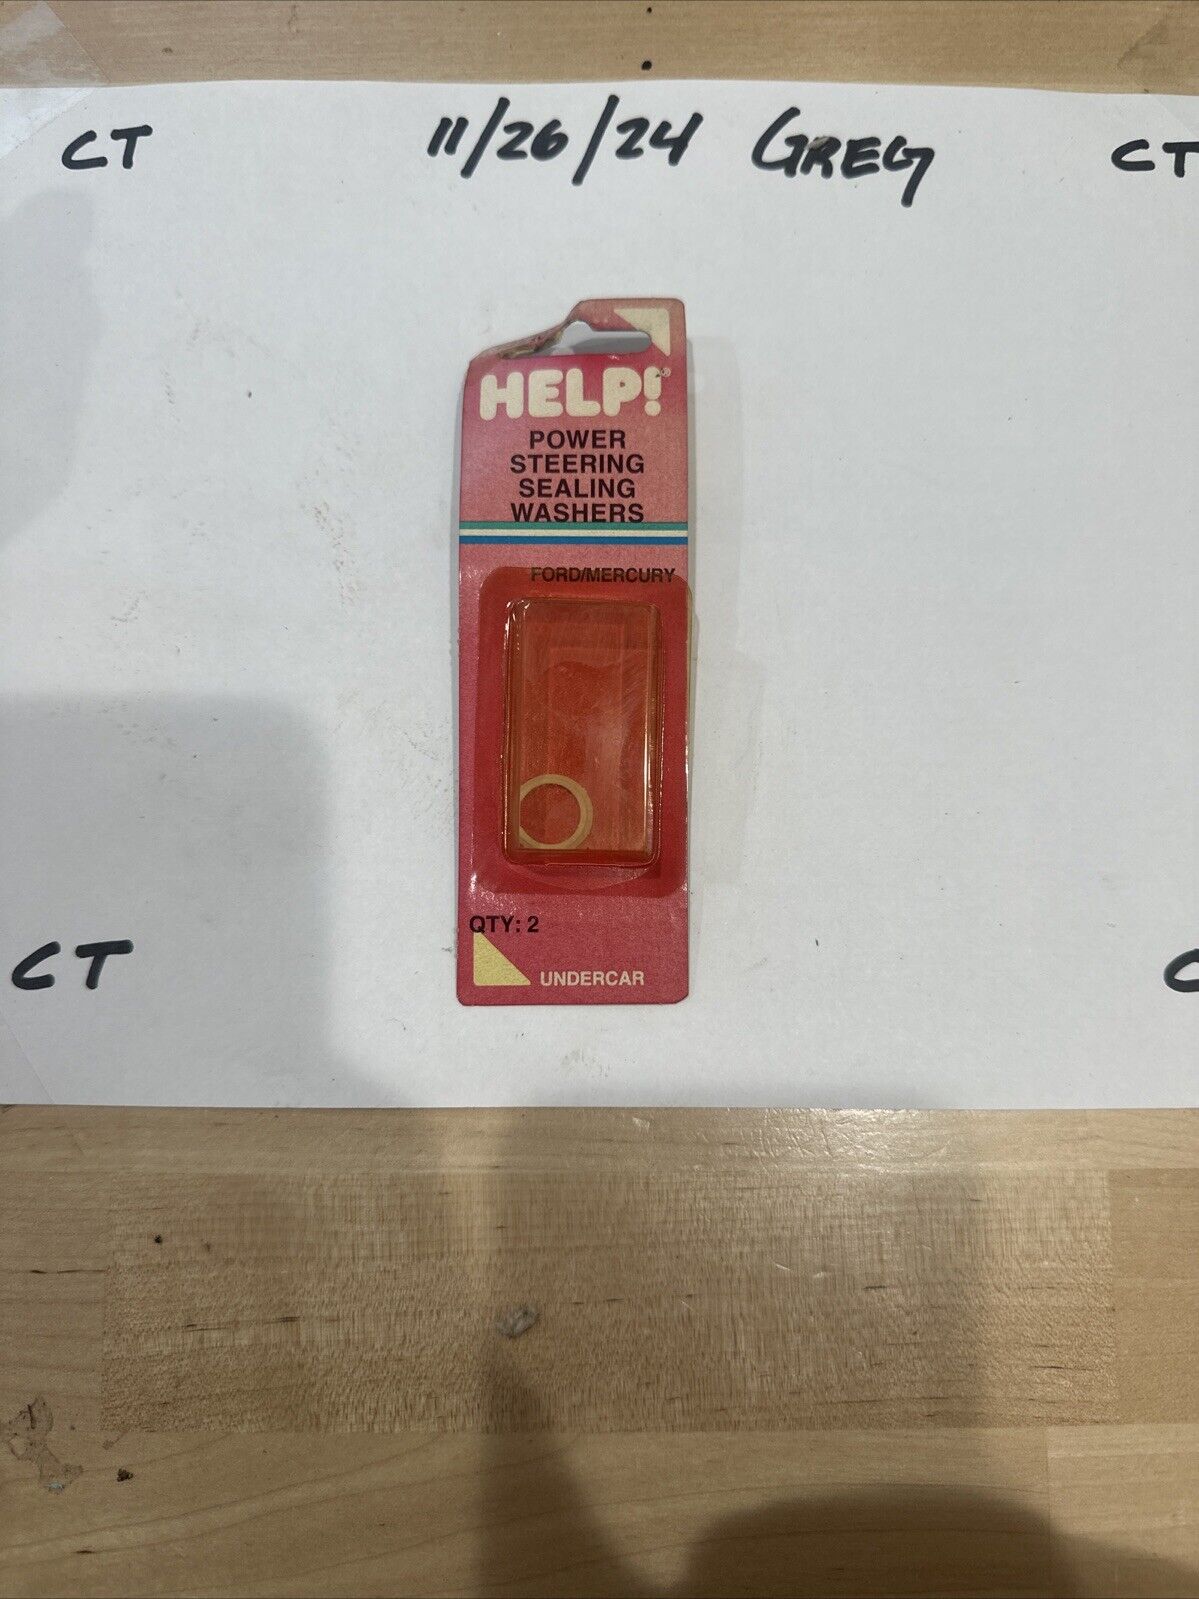 CT 11/26/24 GREG CT
HELP!®
POWER
STEERING
SEALING
WASHERS
FORD/MERCURY
QTY: 2
CT
UNDERCAR